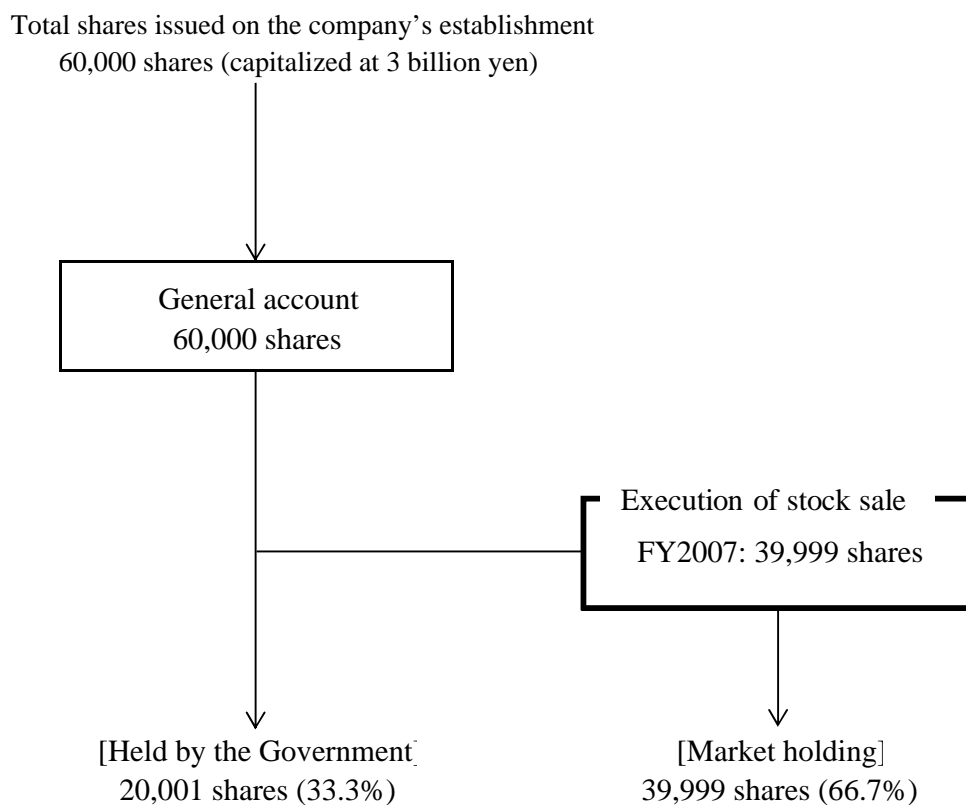 Total shares issued on the company’s establishment
60,000 shares (capitalized at 3 billion yen)
General account
60,000 shares
Execution of stock sale
FY2007: 39,999 shares
[Held by the Government]
20,001 shares (33.3%)
[Market holding]
39,999 shares (66.7%)